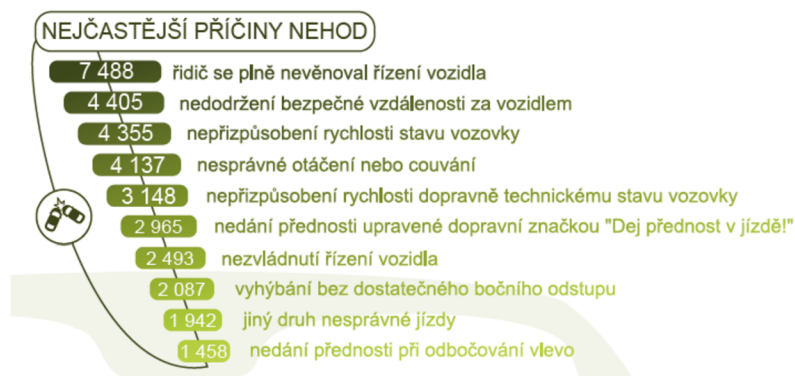 NEJČASTĚJŠÍ PŘÍČINY NEHOD
7 488 řidič se plně nevěnoval řízení vozidla
4 405 nedodržení bezpečné vzdálenosti za vozidlem
4 355 nepřizpůsobení rychlosti stavu vozovky
4 137 nesprávné otáčení nebo couvání
3 148 nepřizpůsobení rychlosti dopravně technickému stavu vozovky
2 965 nedání přednosti upravené dopravní značkou "Dej přednost v jízdě!"
2 493 nezvládnutí řízení vozidla
2 087 vyhýbání bez dostatečného bočního odstupu
1 942 jiný druh nesprávné jízdy
1 458 nedání přednosti při odbočování vlevo